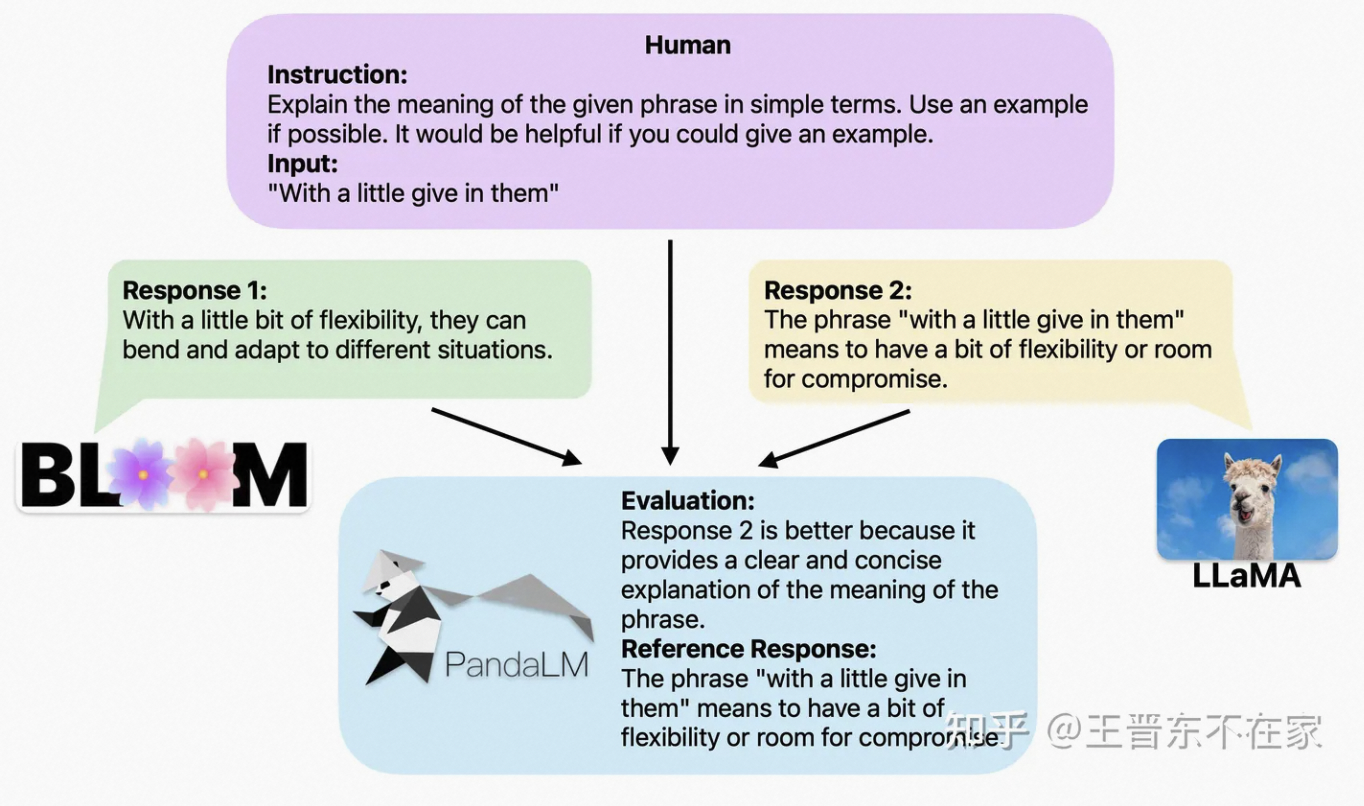 Human
Instruction:
Explain the meaning of the given phrase in simple terms. Use an example
if possible. It would be helpful if you could give an example.
Input:
"With a little give in them"
Response 1:
With a little bit of flexibility, they can
bend and adapt to different situations.
Response 2:
The phrase "with a little give in them"
means to have a bit of flexibility or room
for compromise.
BLOOM
LLaMA
Evaluation:
Response 2 is better because it
provides a clear and concise
explanation of the meaning of the
phrase.
Reference Response:
The phrase "with a little give in
them" means to have a bit of
flexibility or room for compromise.
PandaLM
知乎 @王晋东不在家